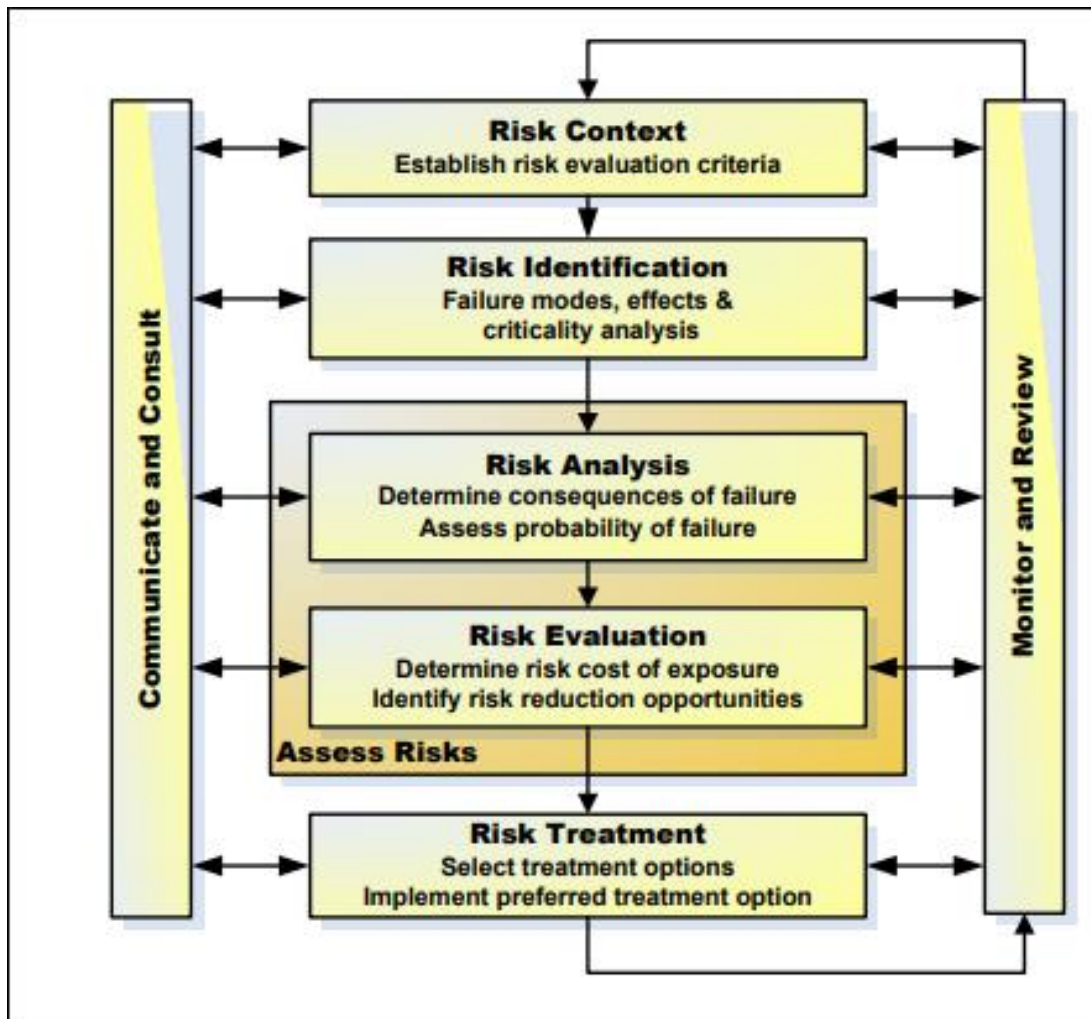 Risk Context
Establish risk evaluation criteria
Risk Identification
Failure modes, effects &
criticality analysis
Risk Analysis
Determine consequences of failure
Assess probability of failure
Risk Evaluation
Determine risk cost of exposure
Identify risk reduction opportunities
Assess Risks
Risk Treatment
Select treatment options
Implement preferred treatment option
Communicate and Consult
Monitor and Review